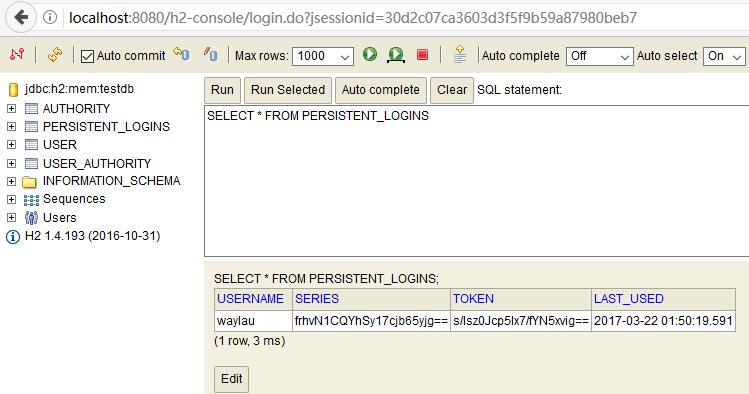 localhost:8080/h2-console/login.do?jsessionid=30d2c07ca3603d3f5f9b59a87980beb7
Auto commit Max rows: 1000 Auto complete Off Auto select On
jdbc:h2:mem:testdb
AUTHORITY
PERSISTENT_LOGINS
USER
USER_AUTHORITY
INFORMATION_SCHEMA
Sequences
Users
H2 1.4.193 (2016-10-31)
Run Run Selected Auto complete Clear SQL statement:
SELECT * FROM PERSISTENT_LOGINS
SELECT * FROM PERSISTENT_LOGINS;
USERNAME SERIES TOKEN LAST_USED
waylau frhvN1CQYhSy17cjb65yjg== s/Isz0Jcp5Ix7/fYN5xvig== 2017-03-22 01:50:19.591
(1 row, 3 ms)
Edit